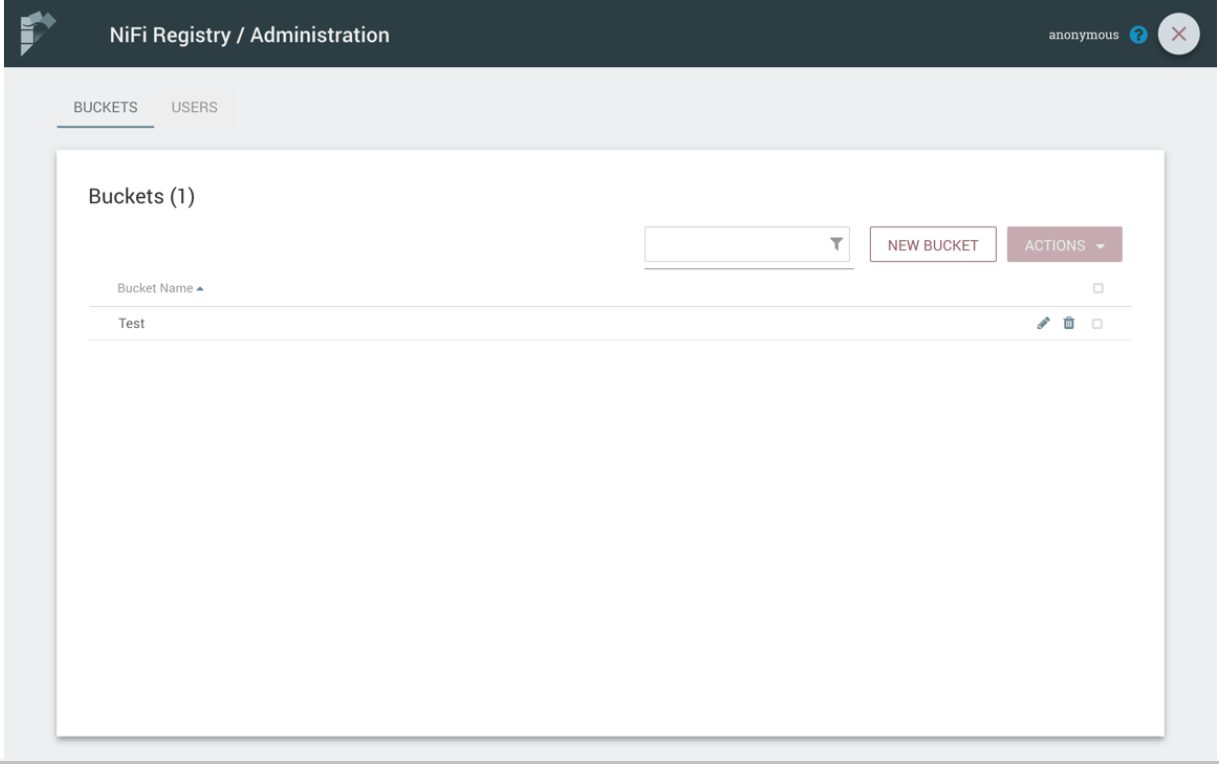 NiFi Registry / Administration
anonymous
BUCKETS USERS
Buckets (1)
NEW BUCKET ACTIONS
Bucket Name
Test